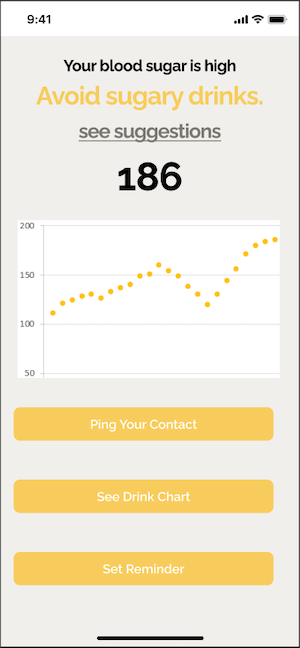 9:41
Your blood sugar is high
Avoid sugary drinks.
see suggestions
186
200
150
100
50
Ping Your Contact
See Drink Chart
Set Reminder